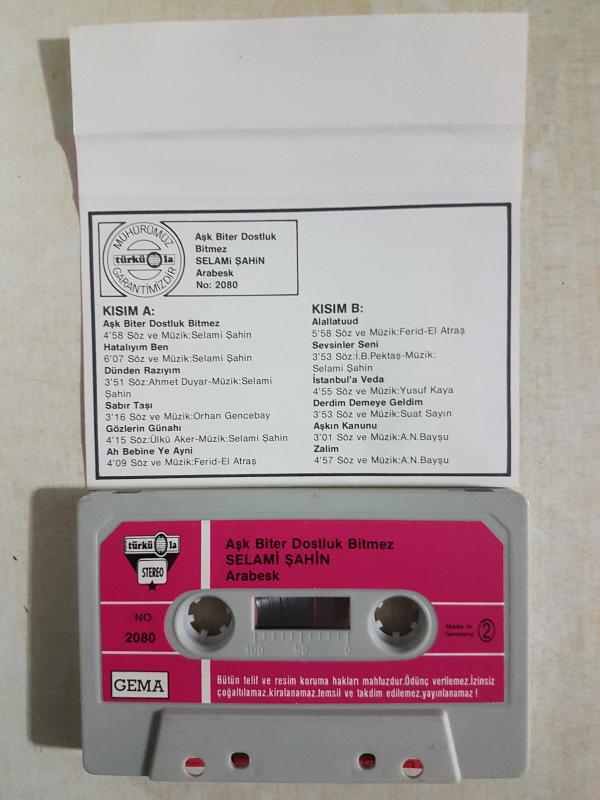 MÜHÜRÜMÜZ
türkü la
GARANTİMİZDİR
Aşk Biter Dostluk
Bitmez
SELAMi ŞAHiN
Arabesk
No: 2080
KISIM A:
Aşk Biter Dostluk Bitmez
4'58 Söz ve Müzik:Selami Şahin
Hatalıyım Ben
6'07 Söz ve Müzik:Selami Şahin
Dünden Razıyım
3'51 Söz:Ahmet Duyar-Müzik:Selami
Şahin
Sabır Taşı
3'16 Söz ve Müzik:Orhan Gencebay
Gözlerin Günahı
4'15 Söz:Ülkü Aker-Müzik:Selami Şahin
Ah Bebine Ye Ayni
4'09 Söz ve Müzik:Ferid-El Atraş
KISIM B:
Alallatuud
5'58 Söz ve Müzik:Ferid-El Atraş
Sevsinler Seni
3'53 Söz:İ.B.Pektaş-Müzik:
Selami Şahin
İstanbul'a Veda
4'55 Söz ve Müzik:Yusuf Kaya
Derdim Demeye Geldim
3'53 Söz ve Müzik:Suat Sayın
Aşkın Kanunu
3'01 Söz ve Müzik:A.N.Bayşu
Zalim
4'57 Söz ve Müzik:A.N.Bayşu
türkü la
STEREO
Aşk Biter Dostluk Bitmez
SELAMİ ŞAHİN
Arabesk
NO:
2080
100 50 0
Made in
Germany
2
GEMA
Bütün telif ve resim koruma hakları mahfuzdur.Ödünç verilemez.İzinsiz
çoğaltılamaz,kiralanamaz,temsil ve takdim edilemez,yayınlanamaz!